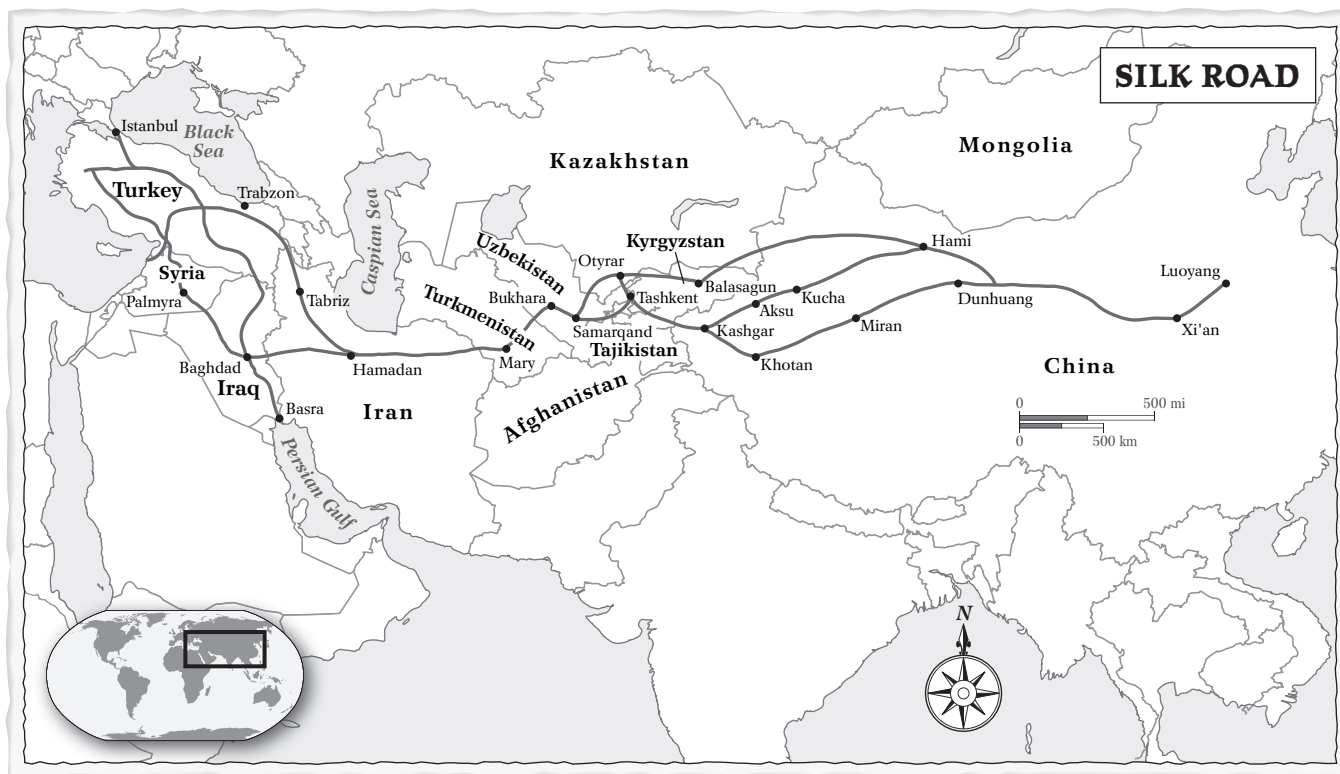 SILK ROAD
Istanbul
Black
Sea
Mongolia
Kazakhstan
Turkey
Trabzon
Caspian Sea
Kyrgyzstan
Hami
Uzbekistan
Otyrar
Syria
Luoyang
Balasagun
Palmyra
Tabriz
Turkmenistan
Bukhara
Tashkent
Kucha
Dunhuang
Aksu
Samarqand
Kashgar
Miran
Xi'an
Tajikistan
Baghdad
Hamadan
Mary
Khotan
China
Iraq
Afghanistan
Basra
Iran
0 500 mi
0 500 km
Persian Gulf
N